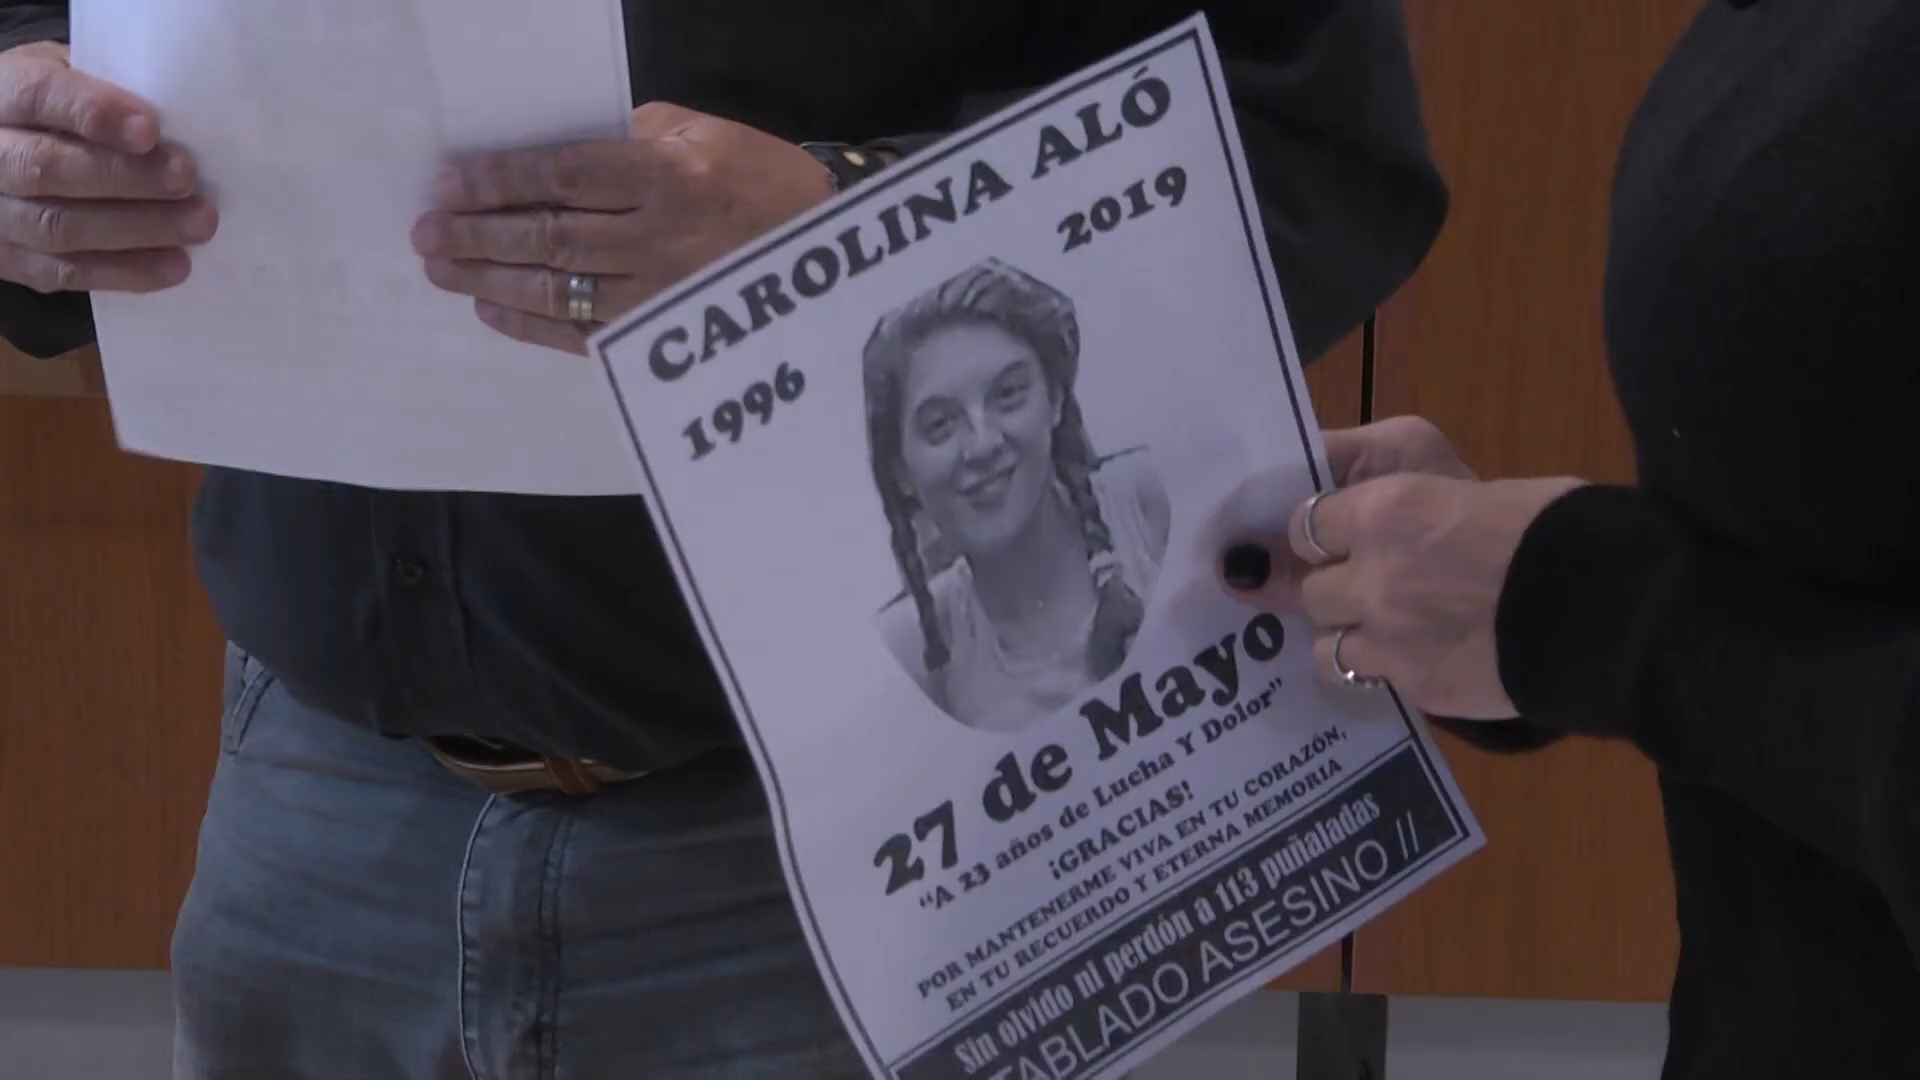 CAROLINA ALÓ
1996
2019
27 de Mayo
“A 23 años de Lucha Y Dolor”
¡GRACIAS!
POR MANTENERME VIVA EN TU CORAZÓN,
EN TU RECUERDO Y ETERNA MEMORIA
Sin olvido ni perdón a 113 puñaladas
TABLADO ASESINO //